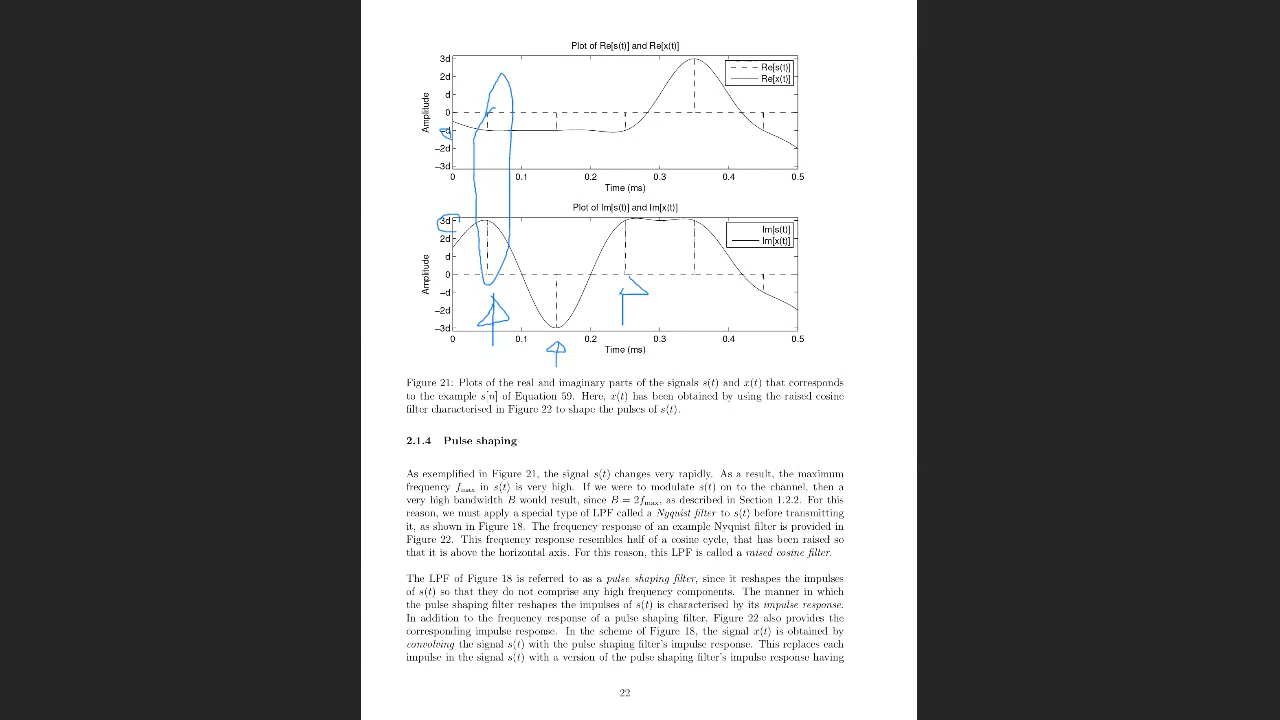 Plot of Re[s(t)] and Re[x(t)]
3d
2d
d
0
−d
−2d
−3d
Amplitude
Re[s(t)]
Re[x(t)]
0
0.1
0.2
0.3
0.4
0.5
Time (ms)
Plot of Im[s(t)] and Im[x(t)]
3d
2d
d
0
−d
−2d
−3d
Amplitude
Im[s(t)]
Im[x(t)]
0
0.1
0.2
0.3
0.4
0.5
Time (ms)
Figure 21: Plots of the real and imaginary parts of the signals s(t) and x(t) that corresponds
to the example s[n] of Equation 59. Here, x(t) has been obtained by using the raised cosine
filter characterised in Figure 22 to shape the pulses of s(t).
2.1.4 Pulse shaping
As exemplified in Figure 21, the signal s(t) changes very rapidly. As a result, the maximum
frequency fmax in s(t) is very high. If we were to modulate s(t) on to the channel, then a
very high bandwidth B would result, since B = 2fmax, as described in Section 1.2.2. For this
reason, we must apply a special type of LPF called a Nyquist filter to s(t) before transmitting
it, as shown in Figure 18. The frequency response of an example Nyquist filter is provided in
Figure 22. This frequency response resembles half of a cosine cycle, that has been raised so
that it is above the horizontal axis. For this reason, this LPF is called a raised cosine filter.
The LPF of Figure 18 is referred to as a pulse shaping filter, since it reshapes the impulses
of s(t) so that they do not comprise any high frequency components. The manner in which
the pulse shaping filter reshapes the impulses of s(t) is characterised by its impulse response.
In addition to the frequency response of a pulse shaping filter, Figure 22 also provides the
corresponding impulse response. In the scheme of Figure 18, the signal x(t) is obtained by
convolving the signal s(t) with the pulse shaping filter's impulse response. This replaces each
impulse in the signal s(t) with a version of the pulse shaping filter's impulse response having
22